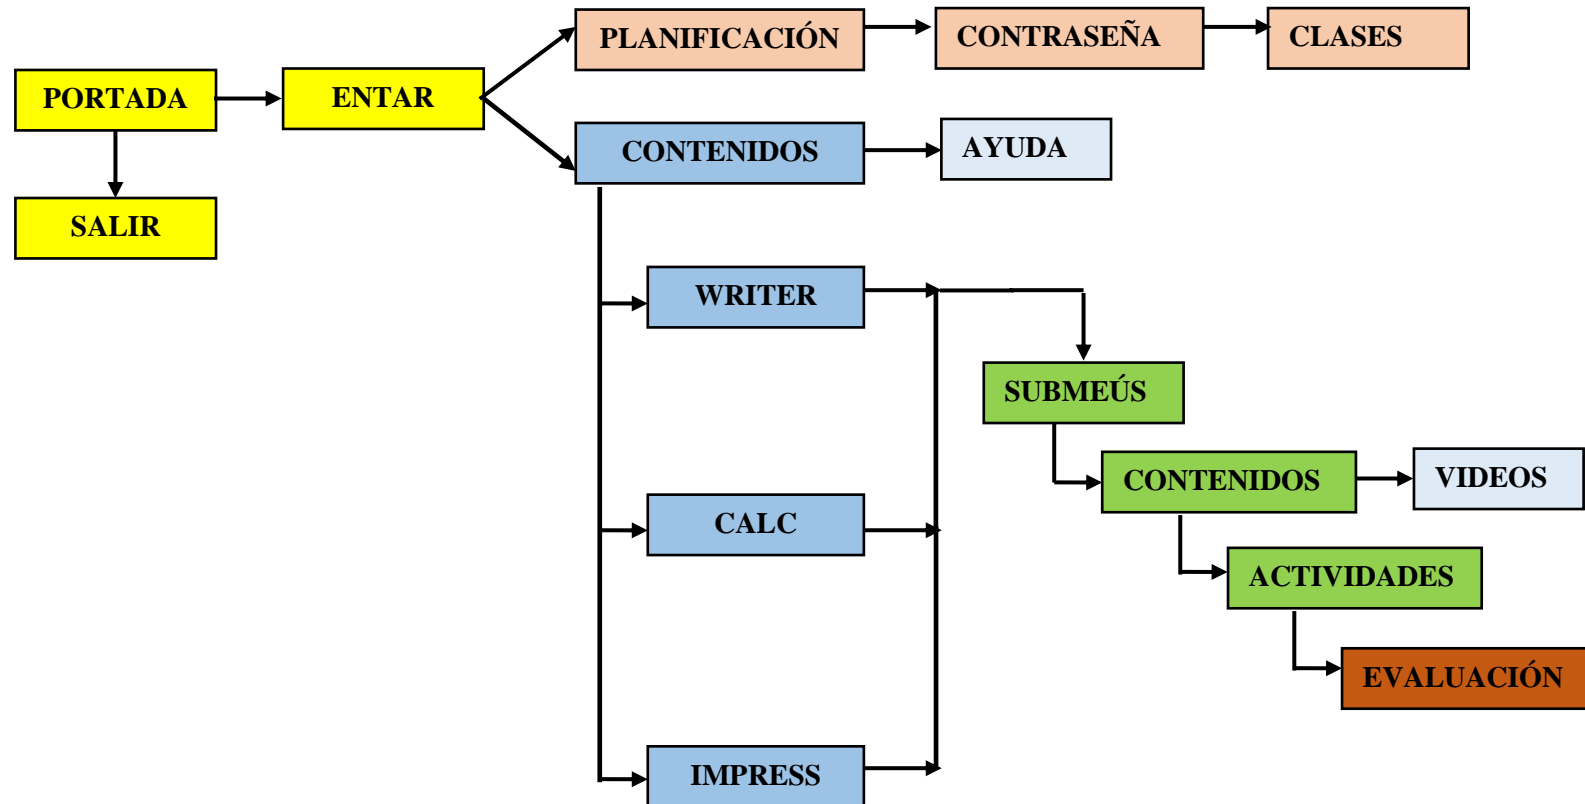 PLANIFICACIÓN
CONTRASEÑA
CLASES
PORTADA
ENTAR
CONTENIDOS
AYUDA
SALIR
WRITER
SUBMEÚS
CONTENIDOS
VIDEOS
CALC
ACTIVIDADES
EVALUACIÓN
IMPRESS